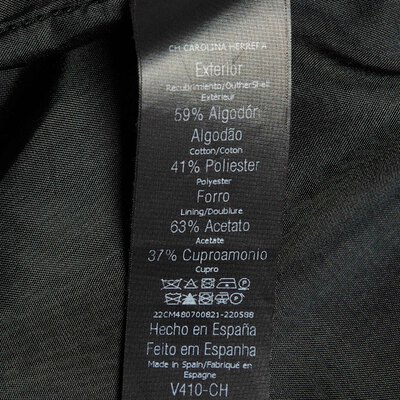 CH CAROLINA HERRERA
Exterior
Recubrimiento/OutherShell
Extérieur
59% Algodón
Algodão
Cotton/Coton
41% Poliester
Polyester
Forro
Lining/Doublure
63% Acetato
Acetate
37% Cuproamonio
Cupro
22CM480700821-220588
Hecho en España
Feito em Espanha
Made in Spain/Fabriqué en
Espagne
V410-CH